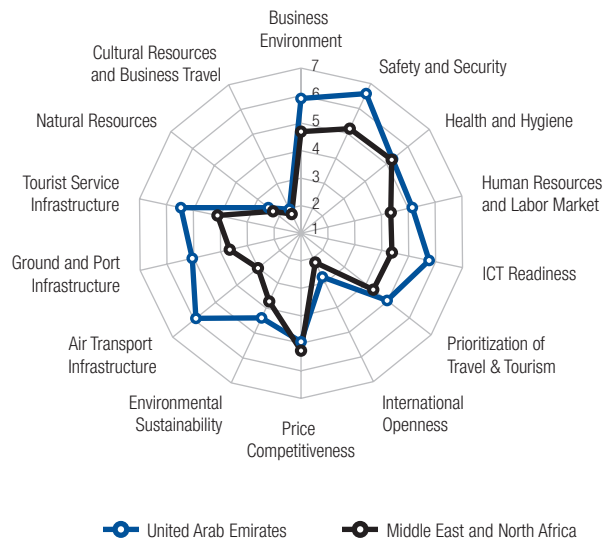 Business
Environment
Cultural Resources
and Business Travel
7
Safety and Security
6
Natural Resources
5
Health and Hygiene
4
Tourist Service
Infrastructure
3
Human Resources
and Labor Market
2
1
Ground and Port
Infrastructure
ICT Readiness
Air Transport
Infrastructure
Prioritization of
Travel & Tourism
Environmental
Sustainability
International
Openness
Price
Competitiveness
United Arab Emirates
Middle East and North Africa